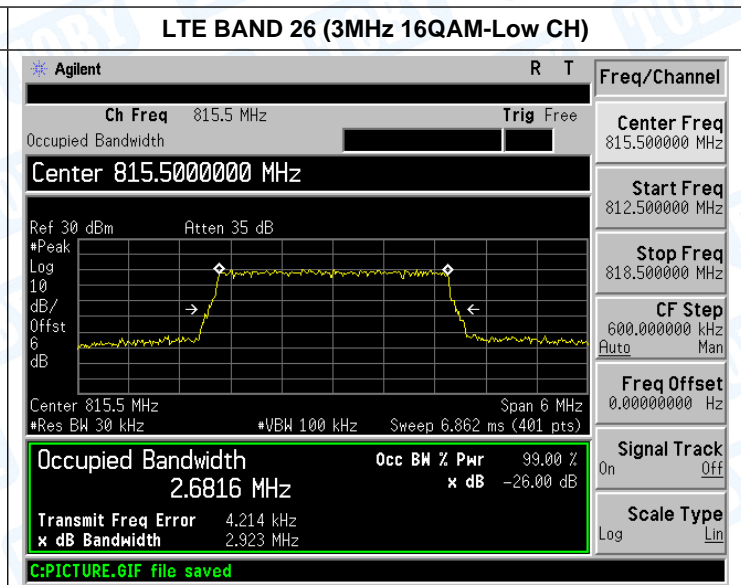 LTE BAND 26 (3MHz 16QAM-Low CH)
Agilent R T
Freq/Channel
Ch Freq 815.5 MHz Trig Free
Occupied Bandwidth
Center 815.5000000 MHz
Center Freq
815.500000 MHz
Start Freq
812.500000 MHz
Stop Freq
818.500000 MHz
CF Step
600.000000 kHz
Auto Man
Freq Offset
0.00000000 Hz
Signal Track
On Off
Scale Type
Log Lin
Ref 30 dBm Atten 35 dB
#Peak
Log
10
dB/
Offst
6
dB
Center 815.5 MHz Span 6 MHz
#Res BW 30 kHz #VBW 100 kHz Sweep 6.862 ms (401 pts)
Occupied Bandwidth Occ BW % Pwr 99.00 %
2.6816 MHz x dB -26.00 dB
Transmit Freq Error 4.214 kHz
x dB Bandwidth 2.923 MHz
C:PICTURE.GIF file saved